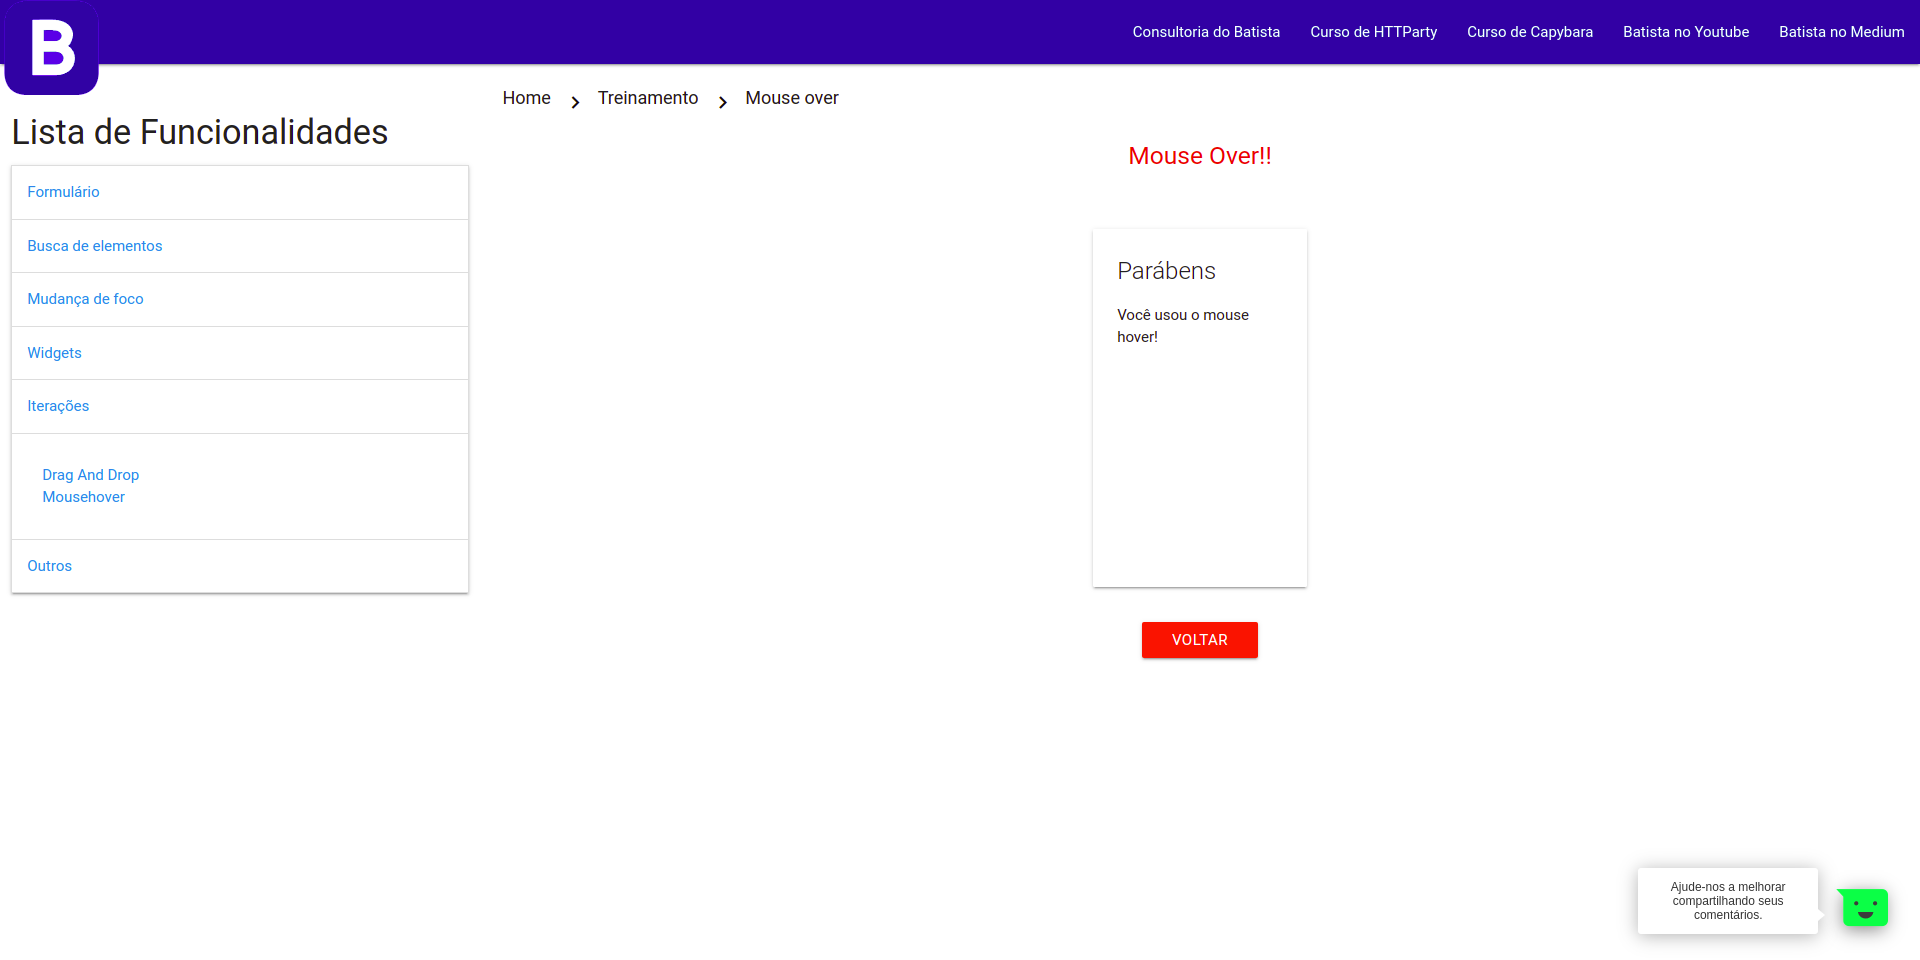 B
Consultoria do Batista
Curso de HTTParty
Curso de Capybara
Batista no Youtube
Batista no Medium
Home
Treinamento
Mouse over
Lista de Funcionalidades
Formulário
Busca de elementos
Mudança de foco
Widgets
Iterações
Drag And Drop
Mousehover
Outros
Mouse Over!!
Parábens
Você usou o mouse
hover!
VOLTAR
Ajude-nos a melhorar
compartilhando seus
comentários.